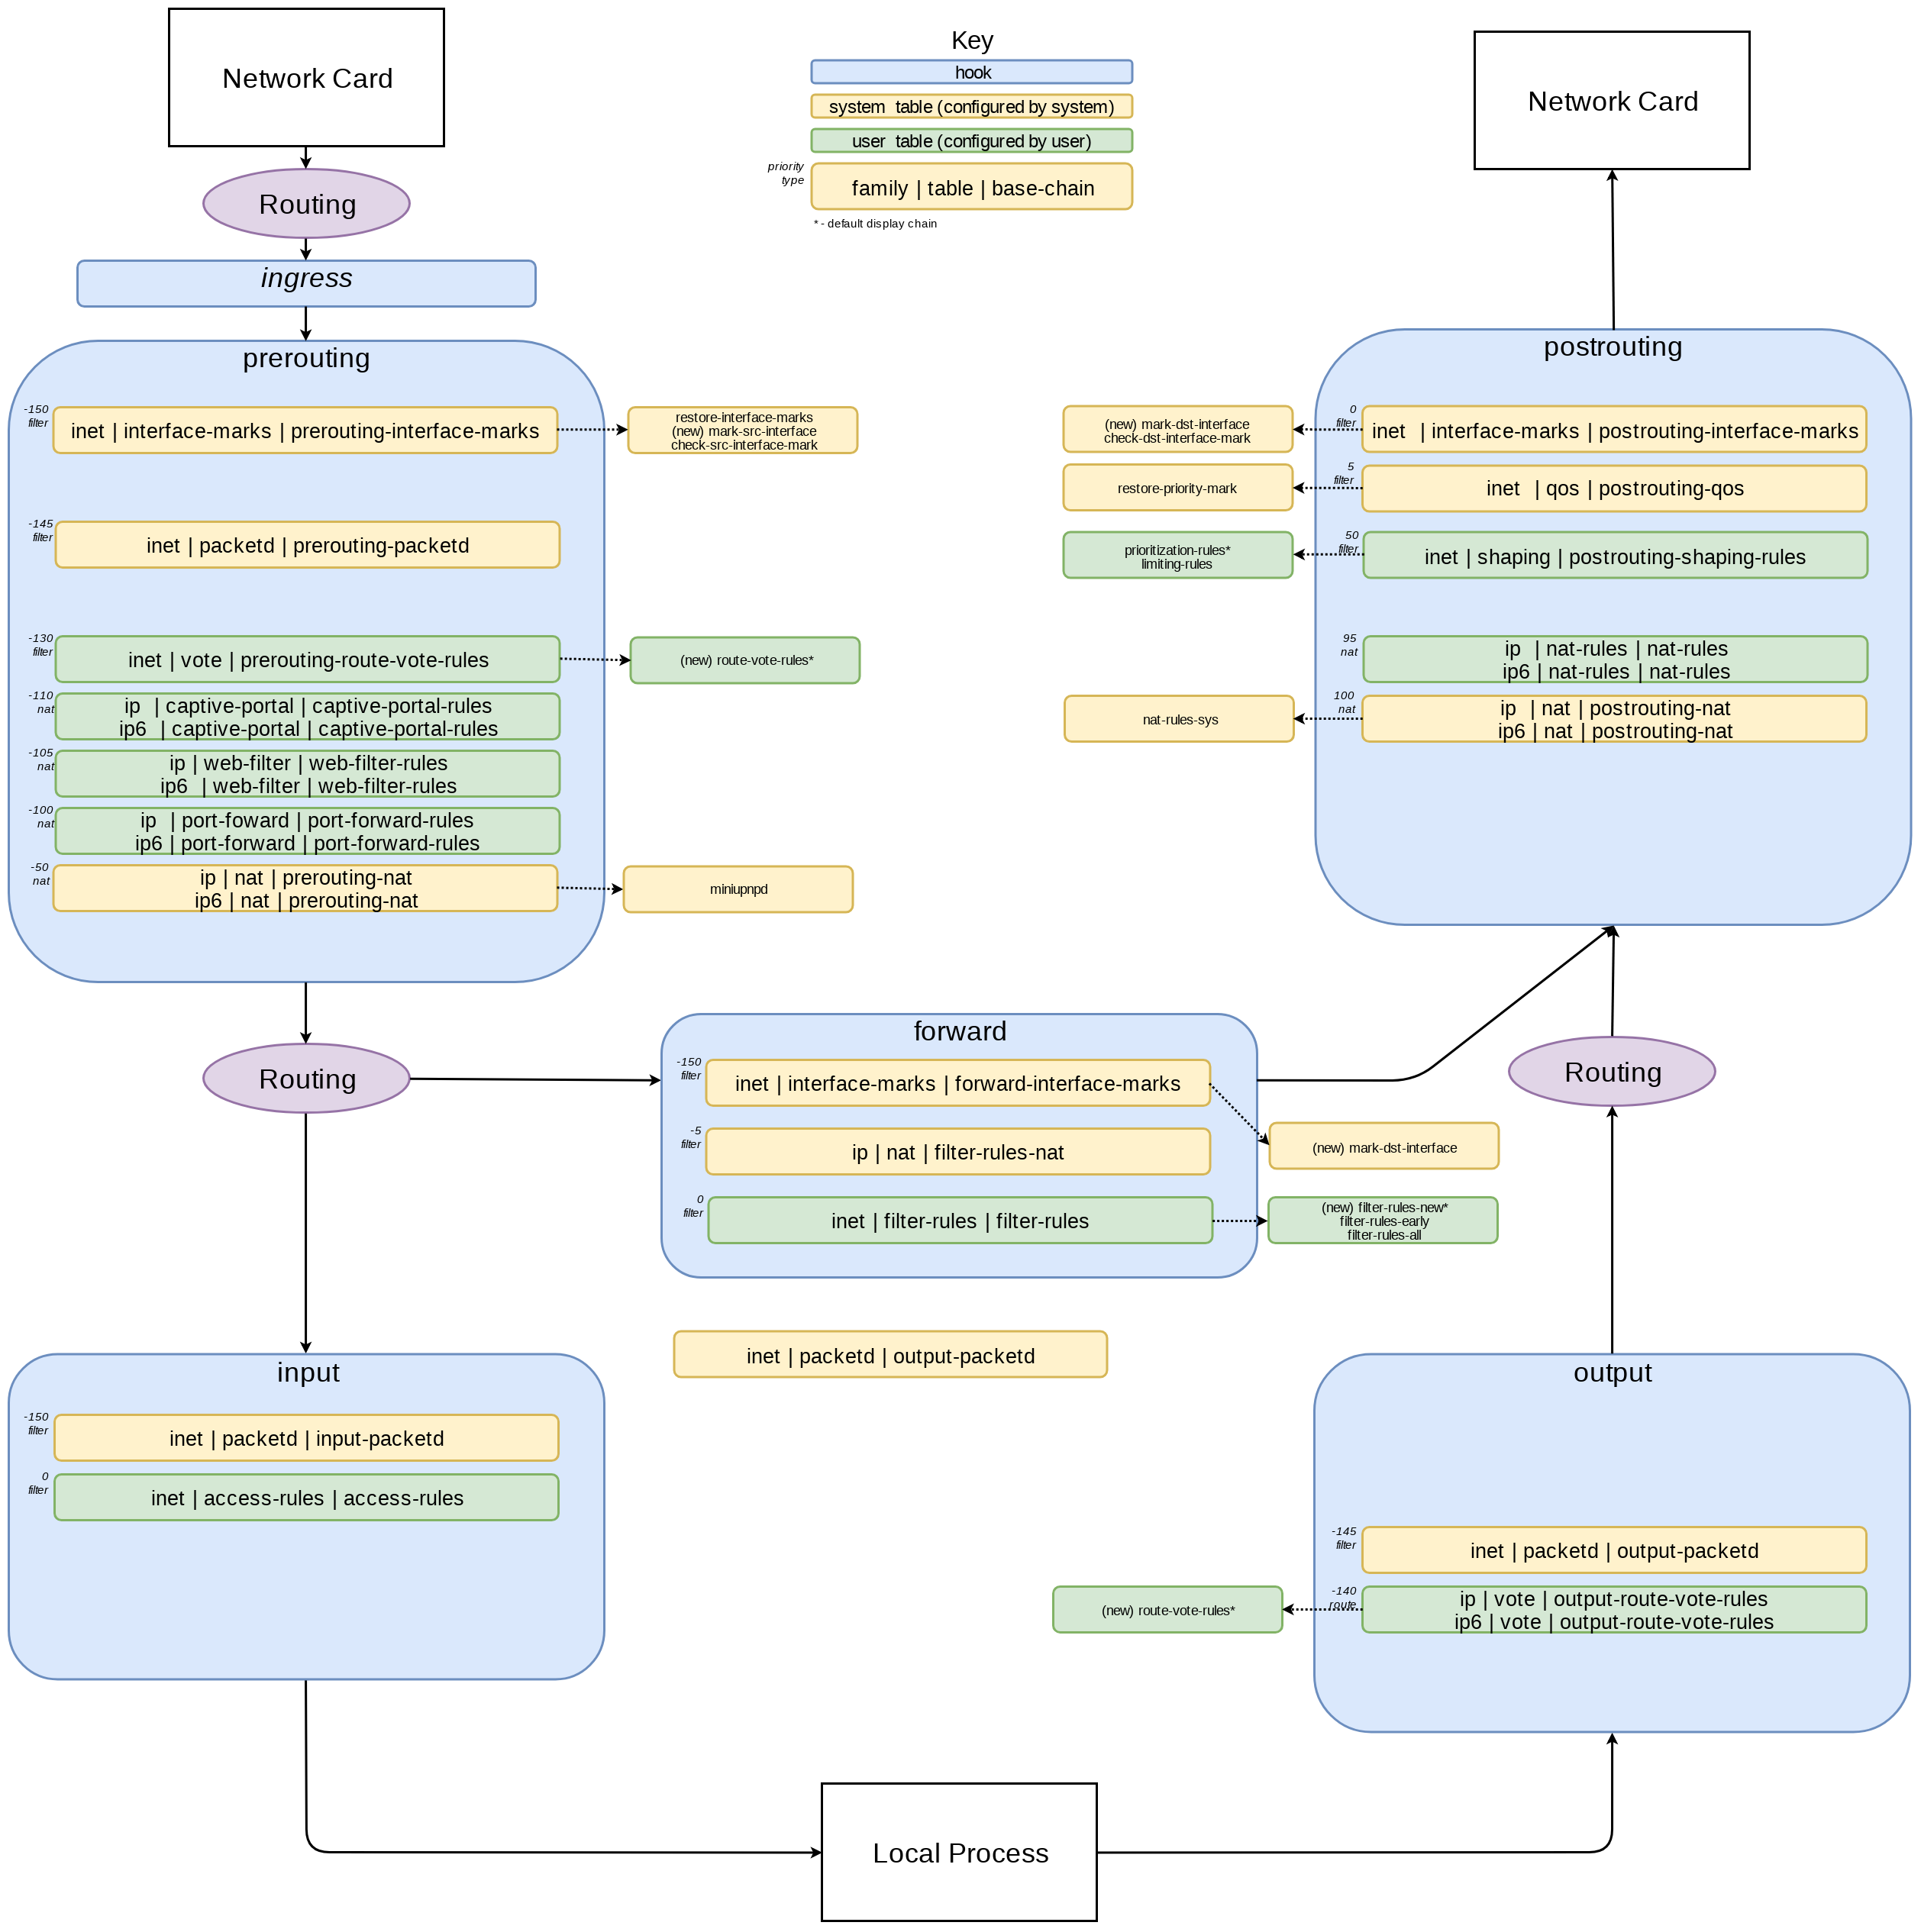 Network Card
Routing
ingress
Key
hook
system  table (configured by system)
user  table (configured by user)
priority
type
family | table | base-chain
* - default display chain
Network Card
prerouting
-150
filter
inet | interface-marks | prerouting-interface-marks
restore-interface-marks
(new) mark-src-interface
check-src-interface-mark
-145
filter
inet | packetd | prerouting-packetd
-130
filter
inet | vote | prerouting-route-vote-rules
(new) route-vote-rules*
-110
nat
ip  | captive-portal | captive-portal-rules
ip6  | captive-portal | captive-portal-rules
-105
nat
ip | web-filter | web-filter-rules
ip6  | web-filter | web-filter-rules
-100
nat
ip  | port-foward | port-forward-rules
ip6 | port-forward | port-forward-rules
-50
nat
ip | nat | prerouting-nat
ip6 | nat | prerouting-nat
miniupnpd
postrouting
(new) mark-dst-interface
check-dst-interface-mark
0
filter
inet  | interface-marks | postrouting-interface-marks
restore-priority-mark
5
filter
inet  | qos | postrouting-qos
prioritization-rules*
limiting-rules
50
filter
inet | shaping | postrouting-shaping-rules
95
nat
ip  | nat-rules | nat-rules
ip6 | nat-rules | nat-rules
nat-rules-sys
100
nat
ip  | nat | postrouting-nat
ip6 | nat | postrouting-nat
Routing
forward
-150
filter
inet | interface-marks | forward-interface-marks
(new) mark-dst-interface
-5
filter
ip | nat | filter-rules-nat
0
filter
inet | filter-rules | filter-rules
(new) filter-rules-new*
filter-rules-early
filter-rules-all
Routing
inet | packetd | output-packetd
input
-150
filter
inet | packetd | input-packetd
0
filter
inet | access-rules | access-rules
output
-145
filter
inet | packetd | output-packetd
(new) route-vote-rules*
-140
route
ip | vote | output-route-vote-rules
ip6 | vote | output-route-vote-rules
Local Process